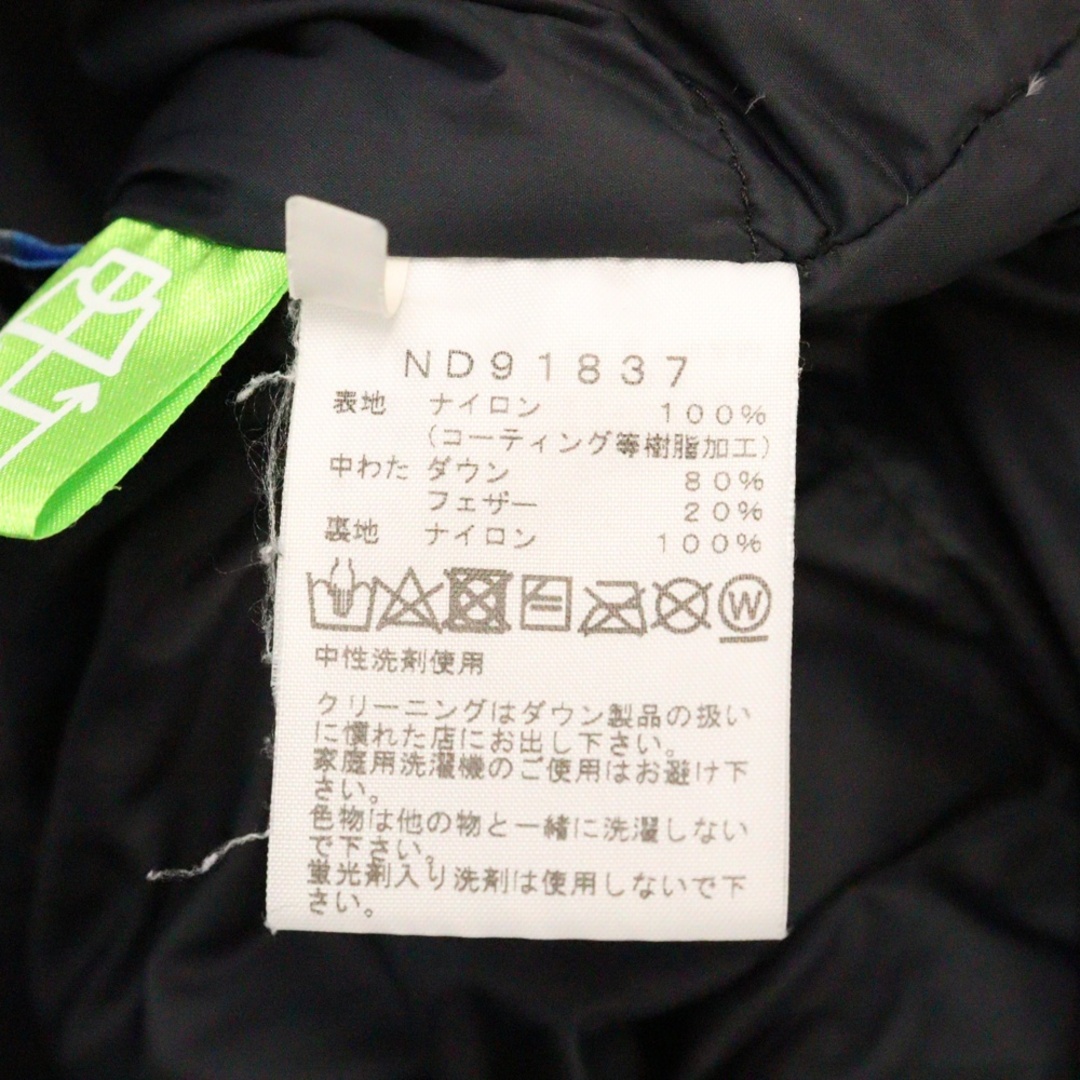 ND91837
表地 ナイロン 100%
(コーティング等樹脂加工)
中わた ダウン 80%
フェザー 20%
裏地 ナイロン 100%
W
中性洗剤使用
クリーニングはダウン製品の扱い
に慣れた店にお出し下さい。
家庭用洗濯機のご使用はお避け下
さい。
色物は他の物と一緒に洗濯しない
で下さい。
蛍光剤入り洗剤は使用しないで下
さい。